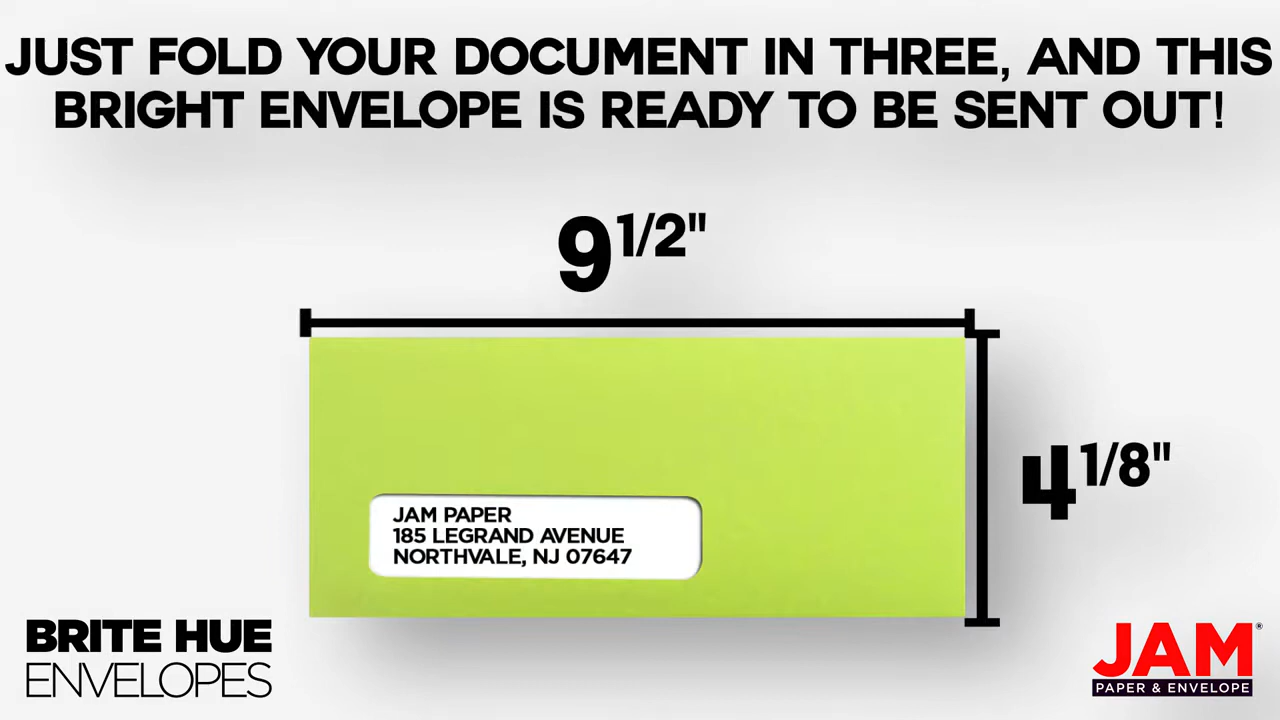 JUST FOLD YOUR DOCUMENT IN THREE, AND THIS
BRIGHT ENVELOPE IS READY TO BE SENT OUT!
9 1/2"
4 1/8"
JAM PAPER
185 LEGRAND AVENUE
NORTHVALE, NJ 07647
BRITE HUE
ENVELOPES
JAM®
PAPER & ENVELOPE